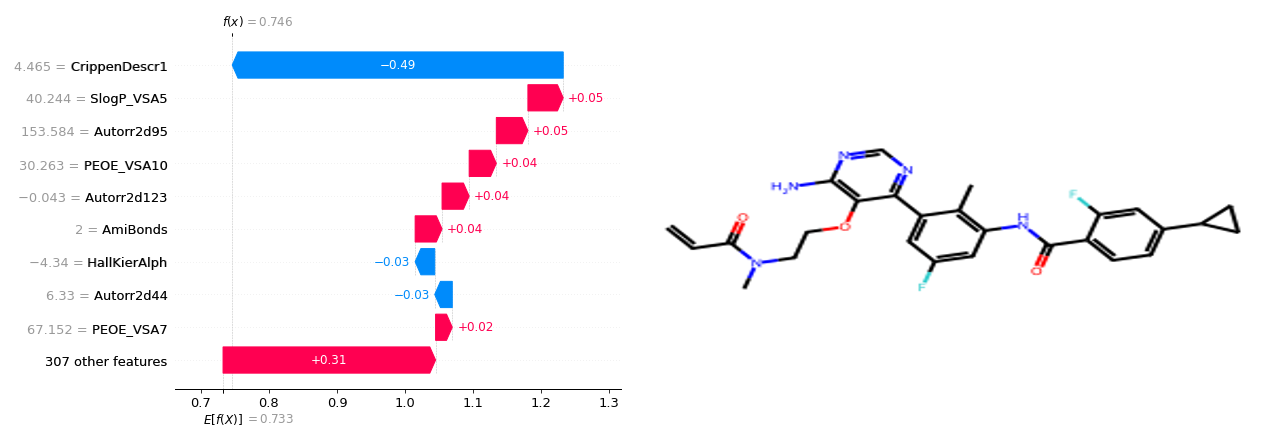 f(x) = 0.746
4.465 = CrippenDescr1
−0.49
40.244 = SlogP_VSA5
+0.05
153.584 = Autorr2d95
+0.05
30.263 = PEOE_VSA10
+0.04
−0.043 = Autorr2d123
+0.04
2 = AmiBonds
+0.04
−4.34 = HallKierAlph
−0.03
6.33 = Autorr2d44
−0.03
67.152 = PEOE_VSA7
+0.02
307 other features
+0.31
0.7 0.8 0.9 1.0 1.1 1.2 1.3
E[f(X)] = 0.733
N
N
H₂N
O
O
N
F
H
N
O
F